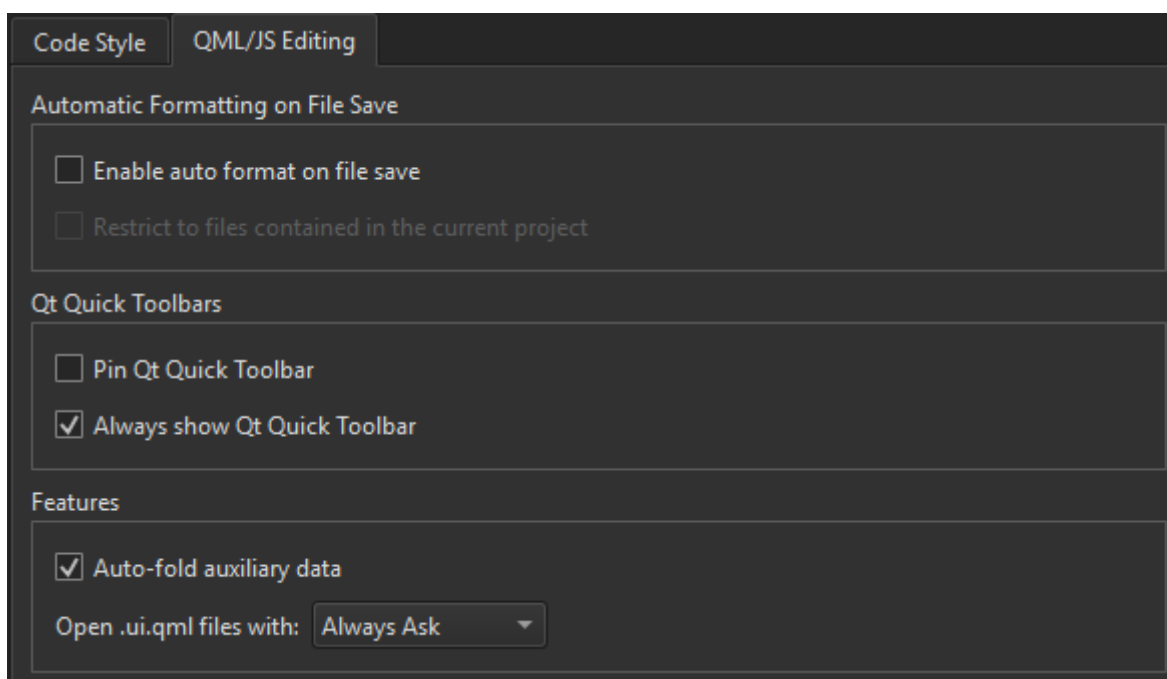 Code Style QML/JS Editing
Automatic Formatting on File Save
Enable auto format on file save
Restrict to files contained in the current project
Qt Quick Toolbars
Pin Qt Quick Toolbar
Always show Qt Quick Toolbar
Features
Auto-fold auxiliary data
Open .ui.qml files with: Always Ask